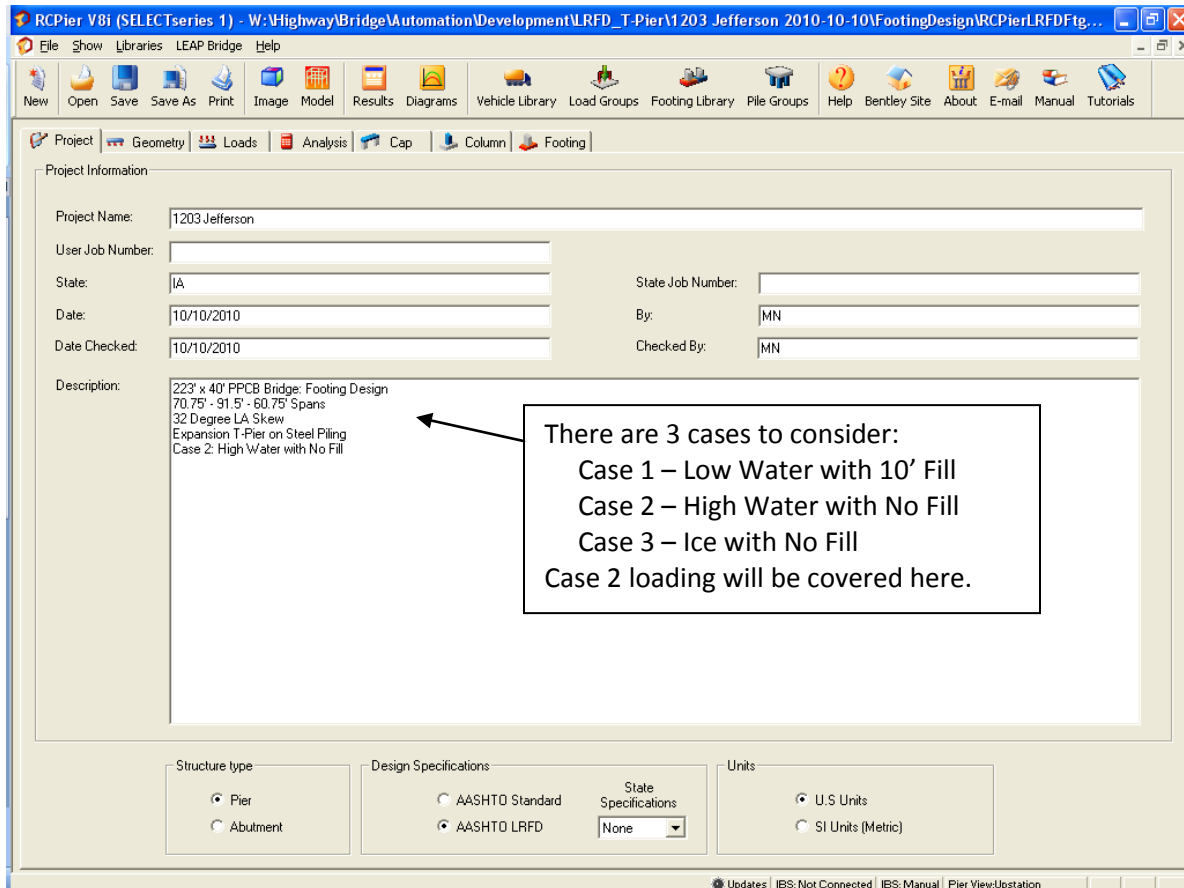 RCPier V8i (SELECTseries 1) - W:\Highway\Bridge\Automation\Development\LRFD_T-Pier\1203 Jefferson 2010-10-10\FootingDesign\RCPierLRFDFtg...
File Show Libraries LEAP Bridge Help
New Open Save Save As Print Image Model Results Diagrams Vehicle Library Load Groups Footing Library Pile Groups Help Bentley Site About E-mail Manual Tutorials
Project Geometry Loads Analysis Cap Column Footing
Project Information
Project Name: 1203 Jefferson
User Job Number:
State: IA State Job Number:
Date: 10/10/2010 By: MN
Date Checked: 10/10/2010 Checked By: MN
Description:
223' x 40' PPCB Bridge: Footing Design
70.75' - 91.5' - 60.75' Spans
32 Degree LA Skew
Expansion T-Pier on Steel Piling
Case 2: High Water with No Fill
There are 3 cases to consider:
Case 1 – Low Water with 10’ Fill
Case 2 – High Water with No Fill
Case 3 – Ice with No Fill
Case 2 loading will be covered here.
Structure type
Pier
Abutment
Design Specifications
AASHTO Standard
AASHTO LRFD
State
Specifications
None
Units
U.S Units
SI Units (Metric)
Updates IBS: Not Connected IBS: Manual Pier View:Upstation